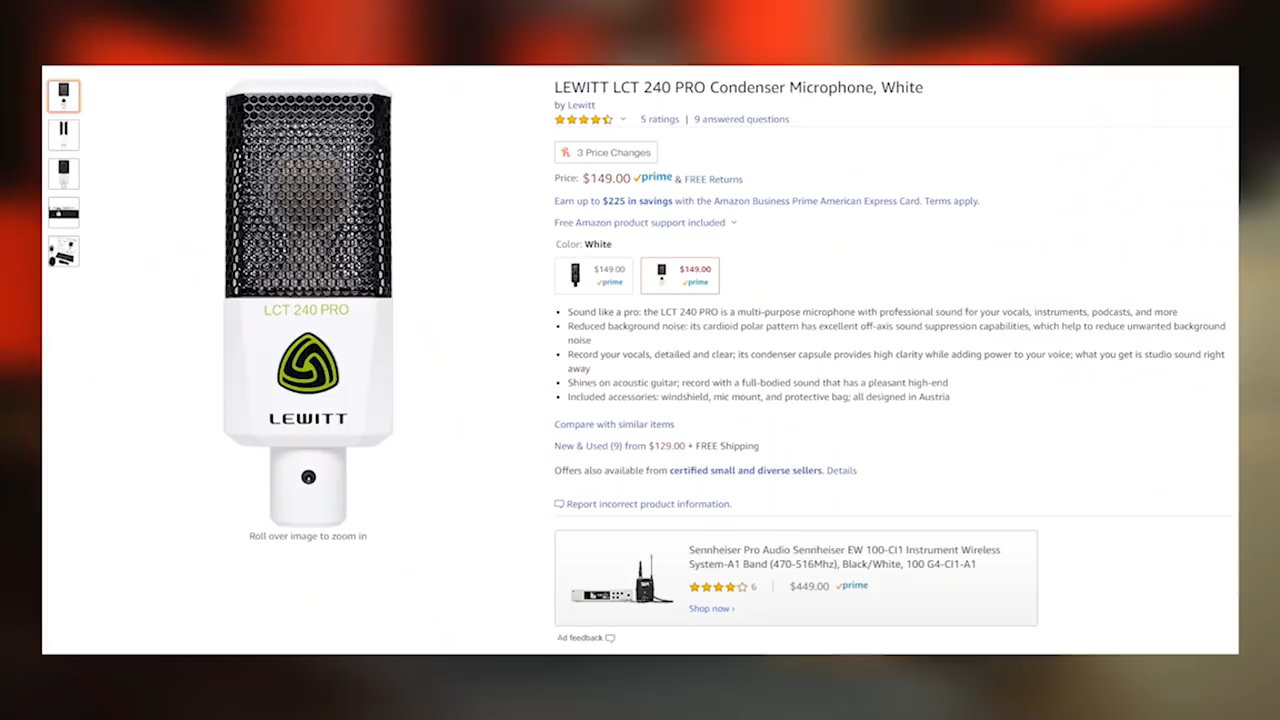 LEWITT LCT 240 PRO Condenser Microphone, White
by Lewitt
5 ratings | 9 answered questions
3 Price Changes
Price: $149.00 prime & FREE Returns
Earn up to $225 in savings with the Amazon Business Prime American Express Card. Terms apply.
Free Amazon product support included
Color: White
$149.00
prime
$149.00
prime
• Sound like a pro: the LCT 240 PRO is a multi-purpose microphone with professional sound for your vocals, instruments, podcasts, and more
• Reduced background noise: its cardioid polar pattern has excellent off-axis sound suppression capabilities, which help to reduce unwanted background
noise
• Record your vocals, detailed and clear; its condenser capsule provides high clarity while adding power to your voice; what you get is studio sound right
away
• Shines on acoustic guitar; record with a full-bodied sound that has a pleasant high-end
• Included accessories: windshield, mic mount, and protective bag; all designed in Austria
Compare with similar items
New & Used (9) from $129.00 + FREE Shipping
Offers also available from certified small and diverse sellers. Details
Report incorrect product information.
LCT 240 PRO
LEWITT
Roll over image to zoom in
Sennheiser Pro Audio Sennheiser EW 100-CI1 Instrument Wireless
System-A1 Band (470-516Mhz), Black/White, 100 G4-CI1-A1
6 | $449.00 prime
Shop now ›
Ad feedback